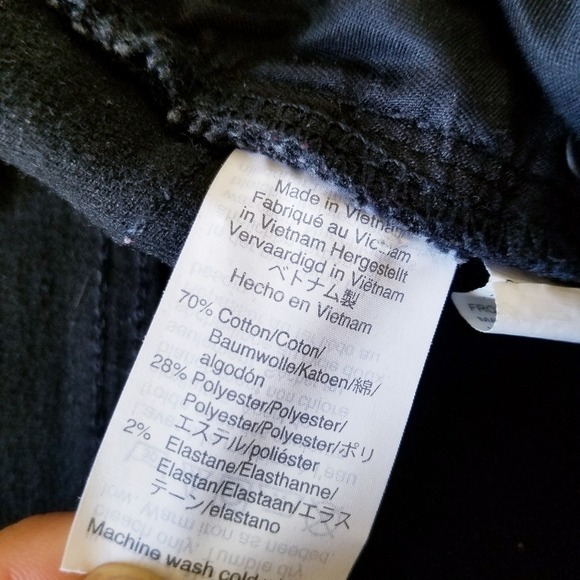 Made in Vietnam
Fabriqué au Vietnam
in Vietnam Hergestellt
Vervaardigd in Viëtnam
ベトナム製
Hecho en Vietnam
70% Cotton/Coton/
Baumwolle/Katoen/綿/
algodón
28% Polyester/Polyester/
Polyester/Polyester/ポリ
エステル/poliéster
2% Elastane/Elasthanne/
Elastan/Elastaan/エラス
テーン/elastano
Machine wash cold
FRO